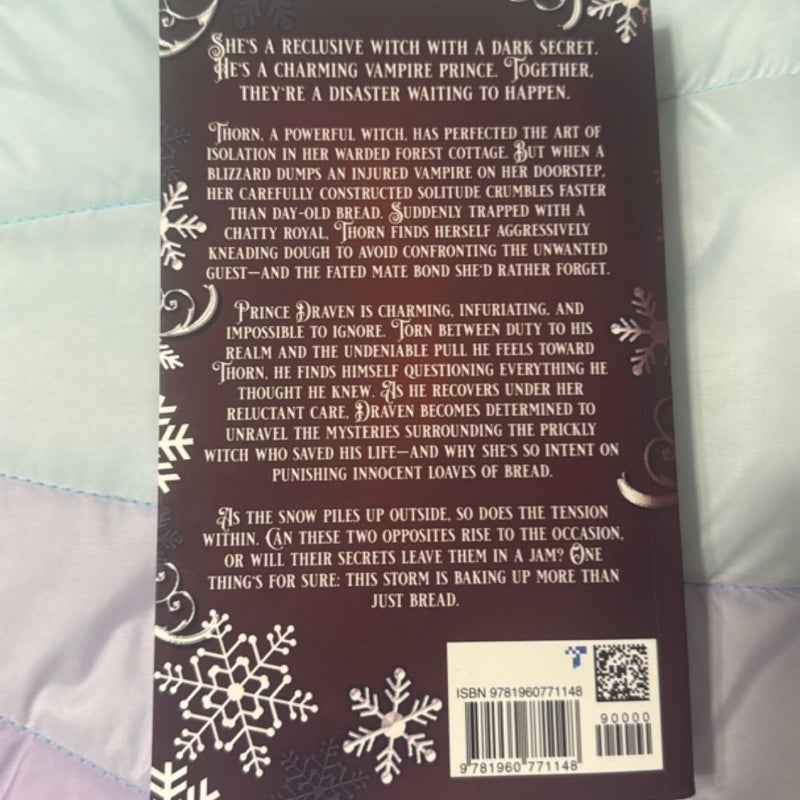 SHE'S A RECLUSIVE WITCH WITH A DARK SECRET.
HE'S A CHARMING VAMPIRE PRINCE. TOGETHER,
THEY'RE A DISASTER WAITING TO HAPPEN.
THORN, A POWERFUL WITCH, HAS PERFECTED THE ART OF
ISOLATION IN HER WARDED FOREST COTTAGE. BUT WHEN A
BLIZZARD DUMPS AN INJURED VAMPIRE ON HER DOORSTEP,
HER CAREFULLY CONSTRUCTED SOLITUDE CRUMBLES FASTER
THAN DAY-OLD BREAD. SUDDENLY TRAPPED WITH A
CHATTY ROYAL, THORN FINDS HERSELF AGGRESSIVELY
KNEADING DOUGH TO AVOID CONFRONTING THE UNWANTED
GUEST—AND THE FATED MATE BOND SHE'D RATHER FORGET.
PRINCE DRAVEN IS CHARMING, INFURIATING, AND
IMPOSSIBLE TO IGNORE. TORN BETWEEN DUTY TO HIS
REALM AND THE UNDENIABLE PULL HE FEELS TOWARD
THORN, HE FINDS HIMSELF QUESTIONING EVERYTHING HE
THOUGHT HE KNEW. AS HE RECOVERS UNDER HER
RELUCTANT CARE, DRAVEN BECOMES DETERMINED TO
UNRAVEL THE MYSTERIES SURROUNDING THE PRICKLY
WITCH WHO SAVED HIS LIFE—AND WHY SHE'S SO INTENT ON
PUNISHING INNOCENT LOAVES OF BREAD.
AS THE SNOW PILES UP OUTSIDE, SO DOES THE TENSION
WITHIN. CAN THESE TWO OPPOSITES RISE TO THE OCCASION,
OR WILL THEIR SECRETS LEAVE THEM IN A JAM? ONE
THING'S FOR SURE: THIS STORM IS BAKING UP MORE THAN
JUST BREAD.
ISBN 9781960771148
90000
9 781960 771148